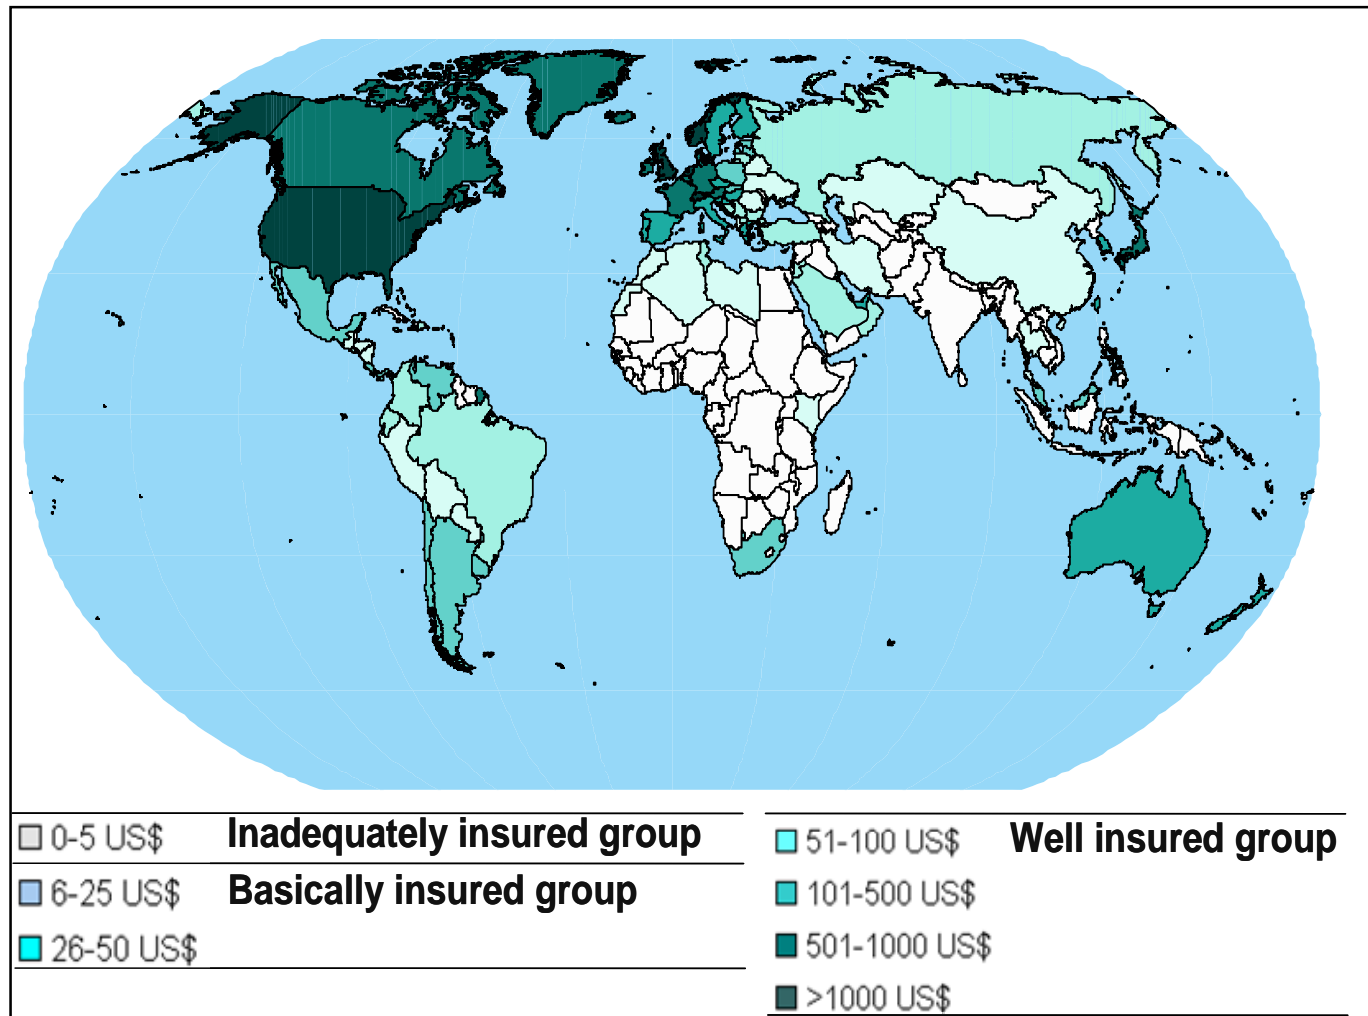 0-5 US$ Inadequately insured group
6-25 US$ Basically insured group
26-50 US$
51-100 US$ Well insured group
101-500 US$
501-1000 US$
>1000 US$